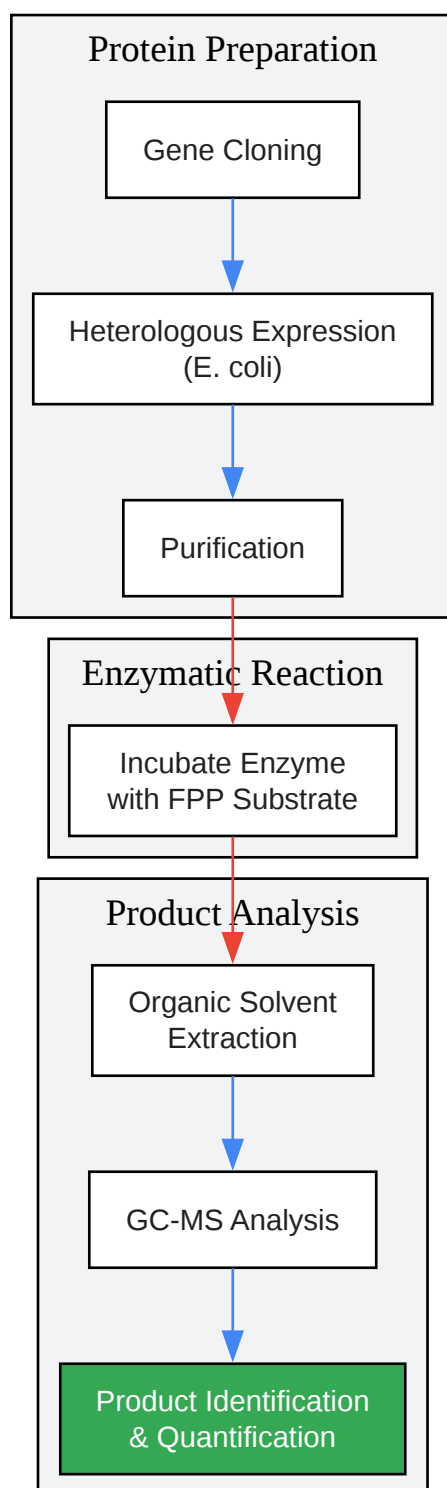 Protein Preparation
Gene Cloning
Heterologous Expression
(E. coli)
Purification
Enzymatic Reaction
Incubate Enzyme
with FPP Substrate
Product Analysis
Organic Solvent
Extraction
GC-MS Analysis
Product Identification
& Quantification